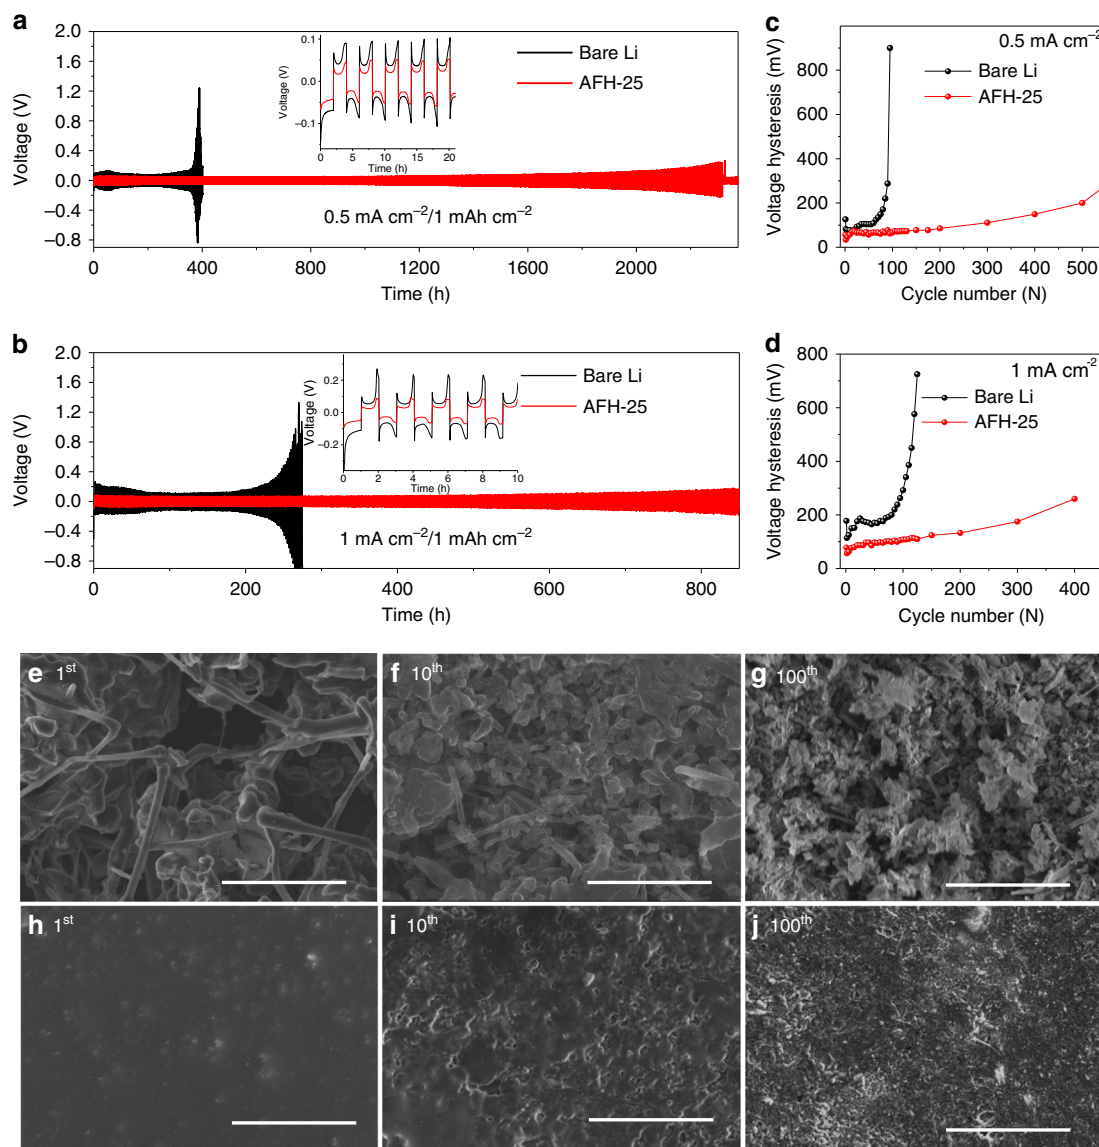 a
2.0
1.6
1.2
0.8
0.4
0.0
−0.4
−0.8
Voltage (V)
0
400
800
1200
1600
2000
Time (h)
0.1
0.0
−0.1
Voltage (V)
0
5
10
15
20
Time (h)
Bare Li
AFH-25
0.5 mA cm−2/1 mAh cm−2
c
800
600
400
200
0
Voltage hysteresis (mV)
0
100
200
300
400
500
Cycle number (N)
0.5 mA cm−2
Bare Li
AFH-25
b
2.0
1.6
1.2
0.8
0.4
0.0
−0.4
−0.8
Voltage (V)
0
200
400
600
800
Time (h)
0.2
0.0
−0.2
Voltage (V)
0
2
4
6
8
10
Time (h)
Bare Li
AFH-25
1 mA cm−2/1 mAh cm−2
d
800
600
400
200
0
Voltage hysteresis (mV)
0
100
200
300
400
Cycle number (N)
1 mA cm-2
Bare Li
AFH-25
e 1st
f 10th
g 100th
h 1st
i 10th
j 100th